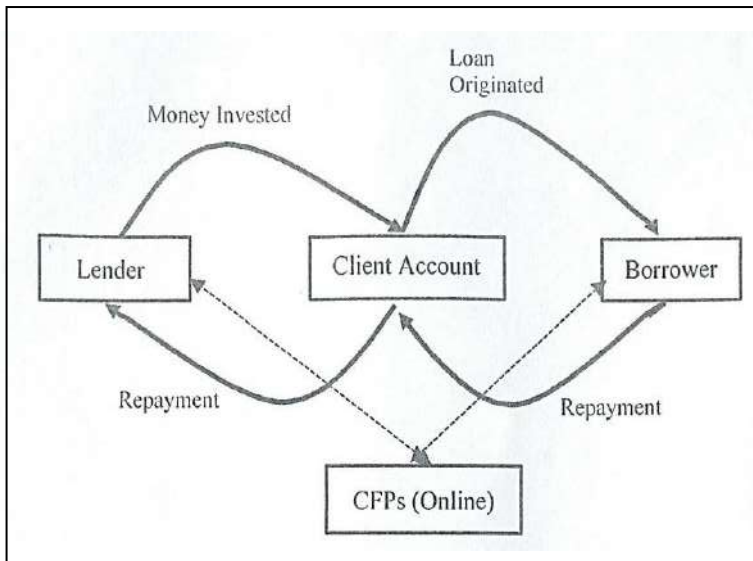 Loan
Originated
Money Invested
Lender
Client Account
Borrower
Repayment
Repayment
CFPs (Online)